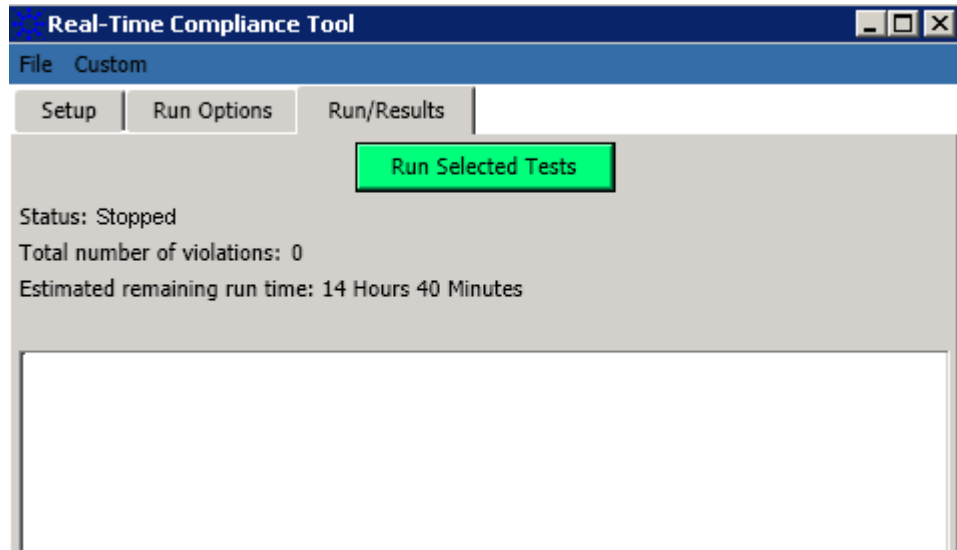 Real-Time Compliance Tool
File Custom
Setup Run Options Run/Results
Run Selected Tests
Status: Stopped
Total number of violations: 0
Estimated remaining run time: 14 Hours 40 Minutes